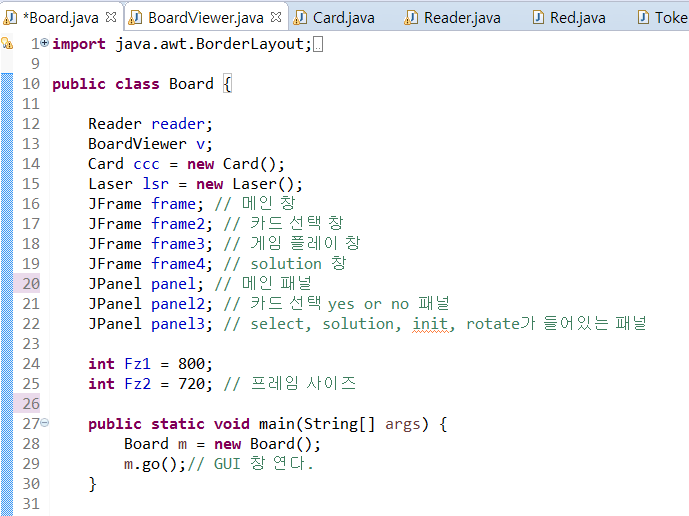 *Board.java BoardViewer.java Card.java Reader.java Red.java Toke
1 import java.awt.BorderLayout;
9
10 public class Board {
11
12 Reader reader;
13 BoardViewer v;
14 Card ccc = new Card();
15 Laser lsr = new Laser();
16 JFrame frame; // 메인 창
17 JFrame frame2; // 카드 선택 창
18 JFrame frame3; // 게임 플레이 창
19 JFrame frame4; // solution 창
20 JPanel panel; // 메인 패널
21 JPanel panel2; // 카드 선택 yes or no 패널
22 JPanel panel3; // select, solution, init, rotate가 들어있는 패널
23
24 int Fz1 = 800;
25 int Fz2 = 720; // 프레임 사이즈
26
27 public static void main(String[] args) {
28 Board m = new Board();
29 m.go();// GUI 창 연다.
30 }
31